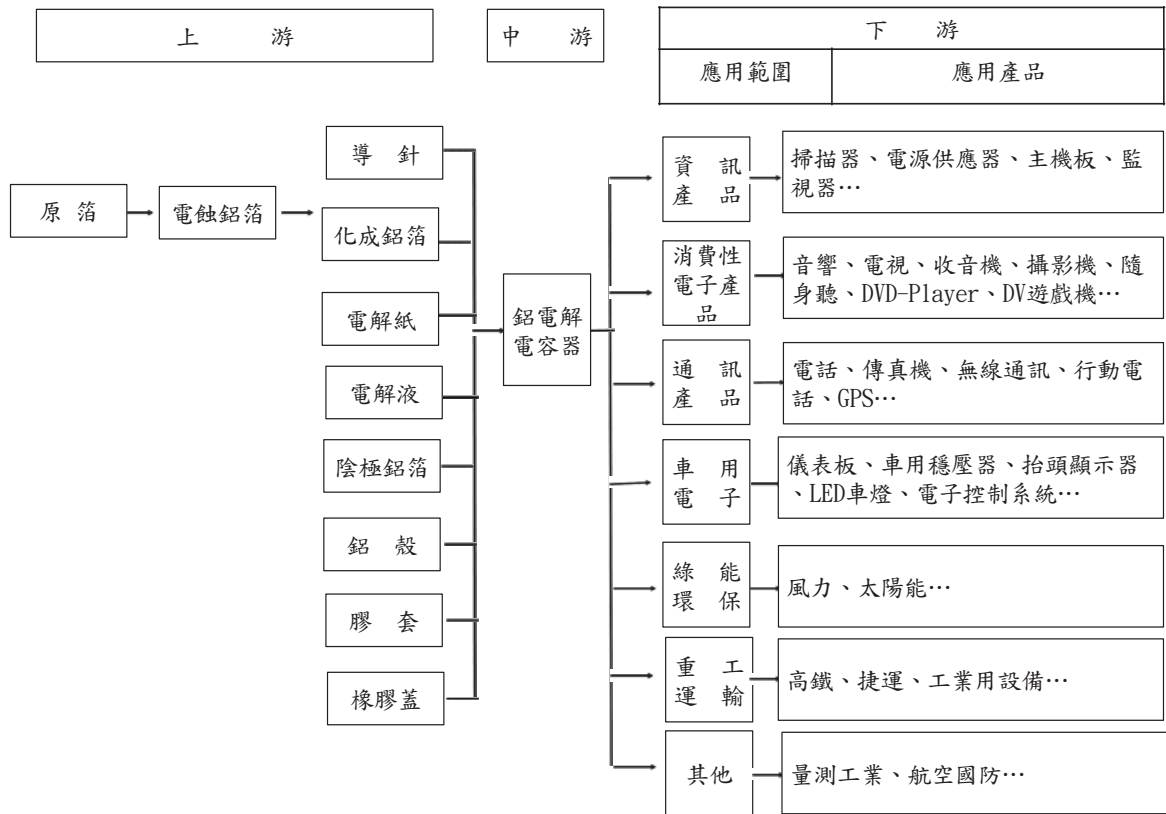 上游
中游
下游
應用範圍
應用產品
原箔
電蝕鋁箔
導針
化成鋁箔
電解紙
電解液
陰極鋁箔
鋁殼
膠套
橡膠蓋
鋁電解
電容器
資訊
產品
掃描器、電源供應器、主機板、監
視器…
消費性
電子產
品
音響、電視、收音機、攝影機、隨
身聽、DVD-Player、DV遊戲機…
通訊
產品
電話、傳真機、無線通訊、行動電
話、GPS…
車用
電子
儀表板、車用穩壓器、抬頭顯示器
、LED車燈、電子控制系統…
綠能
環保
風力、太陽能…
重工
運輸
高鐵、捷運、工業用設備…
其他
量測工業、航空國防…